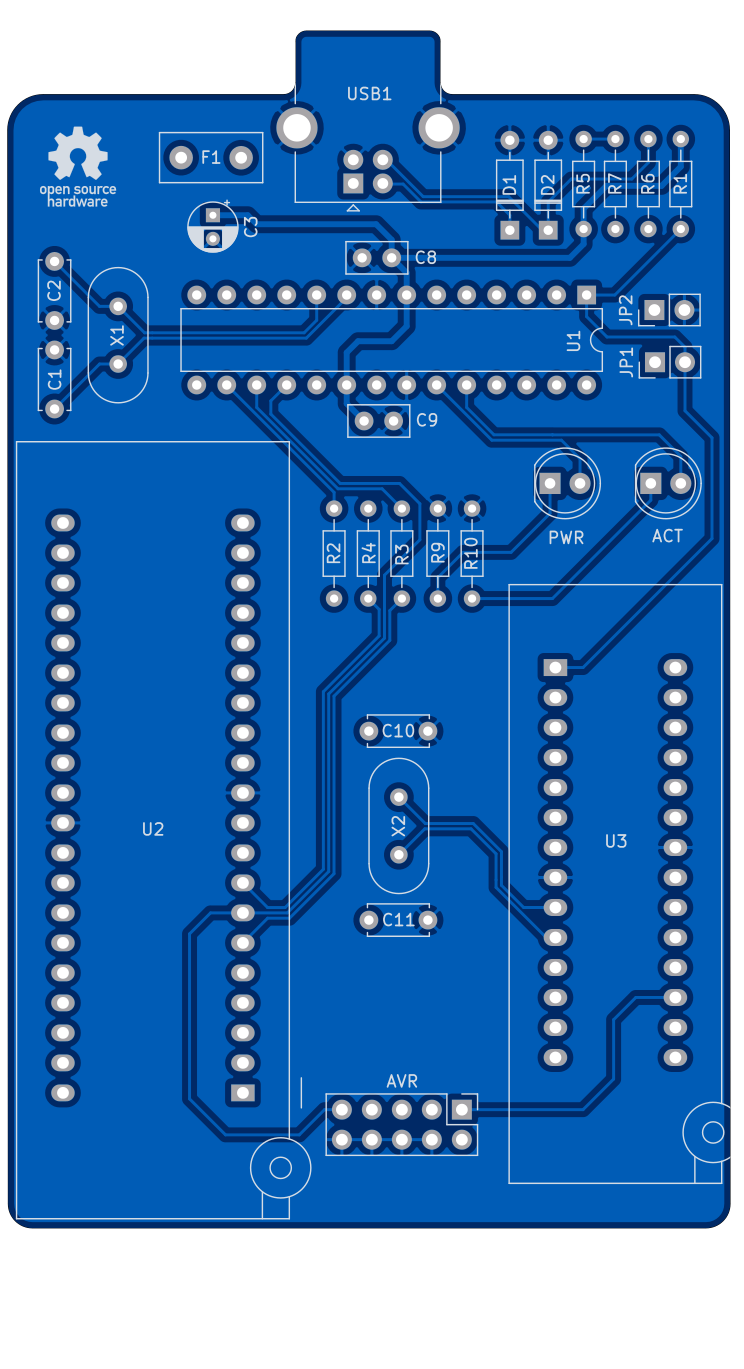 USB1
F1
open source
hardware
D1
D2
R5
R7
R6
R1
+
C3
C8
C2
X1
C1
U1
JP2
JP1
C9
PWR
ACT
R2
R4
R3
R9
R10
C10
U2
X2
U3
C11
AVR